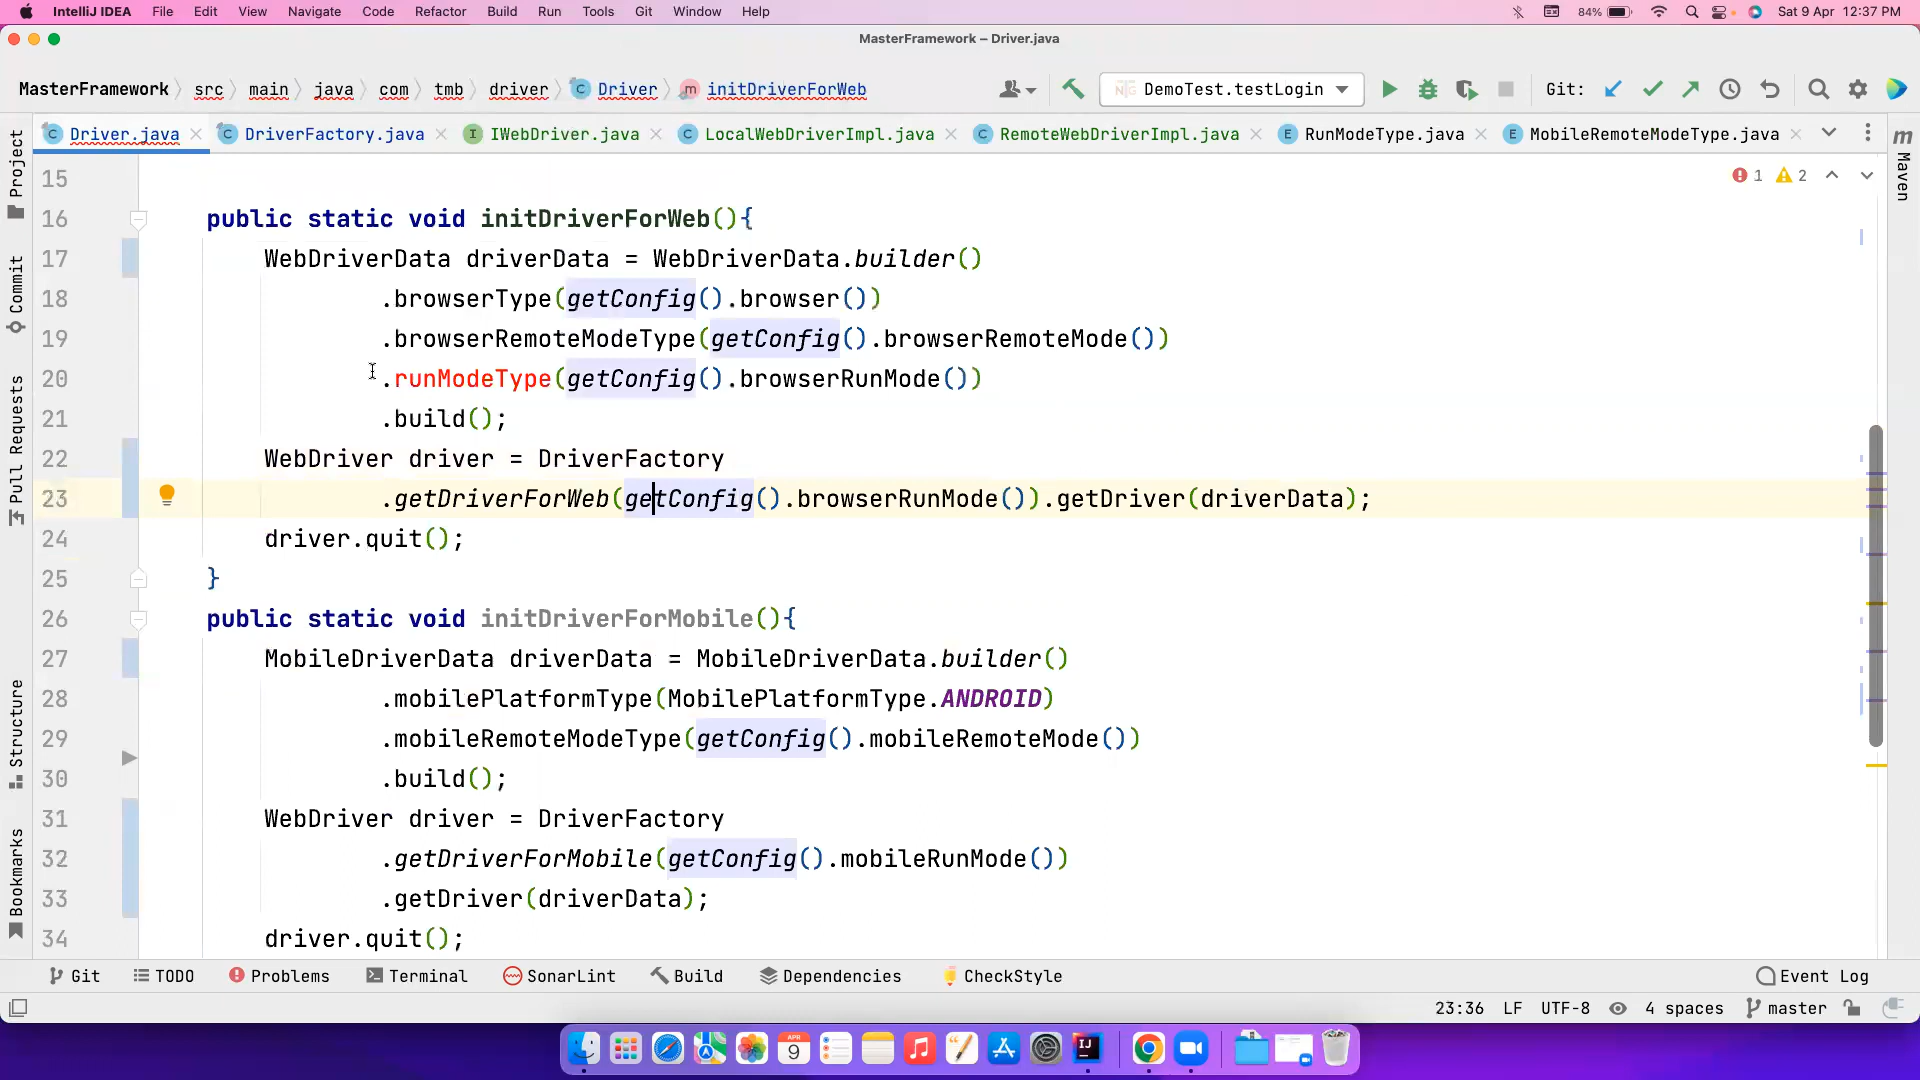 IntelliJ IDEA File Edit View Navigate Code Refactor Build Run Tools Git Window Help 84% Sat 9 Apr 12:37 PM
MasterFramework – Driver.java
MasterFramework src main java com tmb driver Driver initDriverForWeb DemoTest.testLogin Git:
Driver.java DriverFactory.java IWebDriver.java LocalWebDriverImpl.java RemoteWebDriverImpl.java RunModeType.java MobileRemoteModeType.java
Project
Commit
Pull Requests
Structure
Bookmarks
Maven
1 2
15
16 public static void initDriverForWeb(){
17 WebDriverData driverData = WebDriverData.builder()
18 .browserType(getConfig().browser())
19 .browserRemoteModeType(getConfig().browserRemoteMode())
20 .runModeType(getConfig().browserRunMode())
21 .build();
22 WebDriver driver = DriverFactory
23 .getDriverForWeb(getConfig().browserRunMode()).getDriver(driverData);
24 driver.quit();
25 }
26 public static void initDriverForMobile(){
27 MobileDriverData driverData = MobileDriverData.builder()
28 .mobilePlatformType(MobilePlatformType.ANDROID)
29 .mobileRemoteModeType(getConfig().mobileRemoteMode())
30 .build();
31 WebDriver driver = DriverFactory
32 .getDriverForMobile(getConfig().mobileRunMode())
33 .getDriver(driverData);
34 driver.quit();
Git TODO Problems Terminal SonarLint Build Dependencies CheckStyle Event Log
23:36 LF UTF-8 4 spaces master
APR
9
IJ